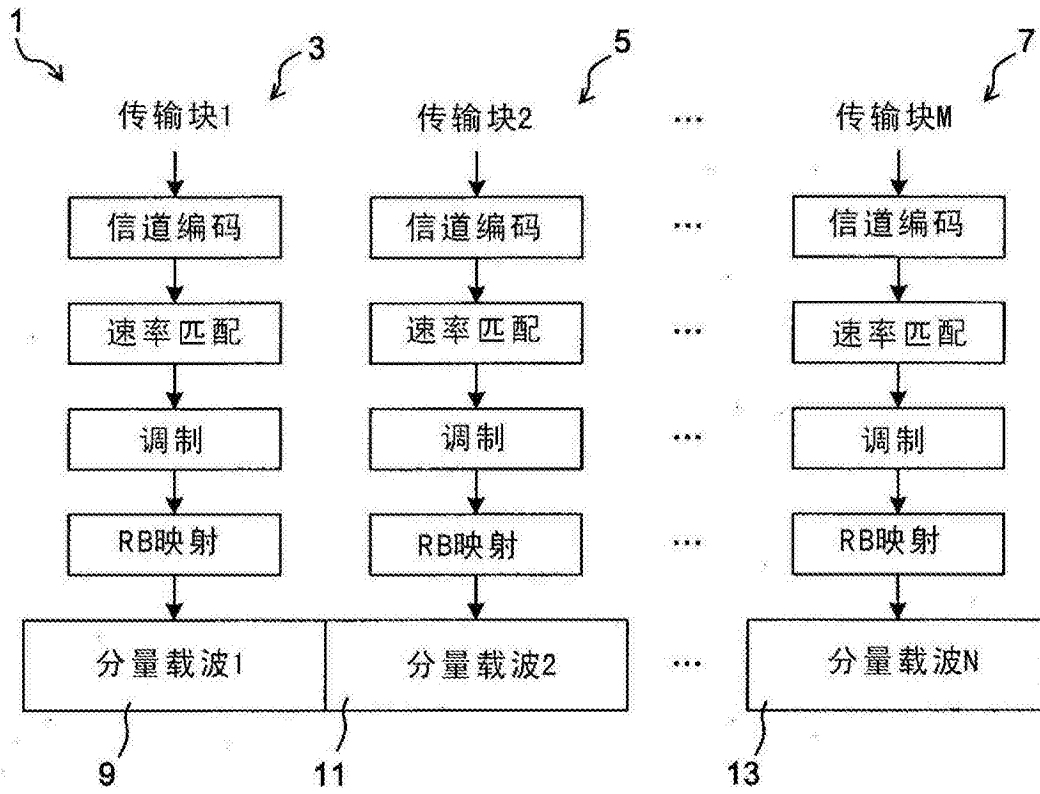 1
3
5
7
传输块1 传输块2 … 传输块M
信道编码 信道编码 … 信道编码
速率匹配 速率匹配 … 速率匹配
调制 调制 … 调制
RB映射 RB映射 … RB映射
分量载波1 分量载波2 … 分量载波N
9
11
13